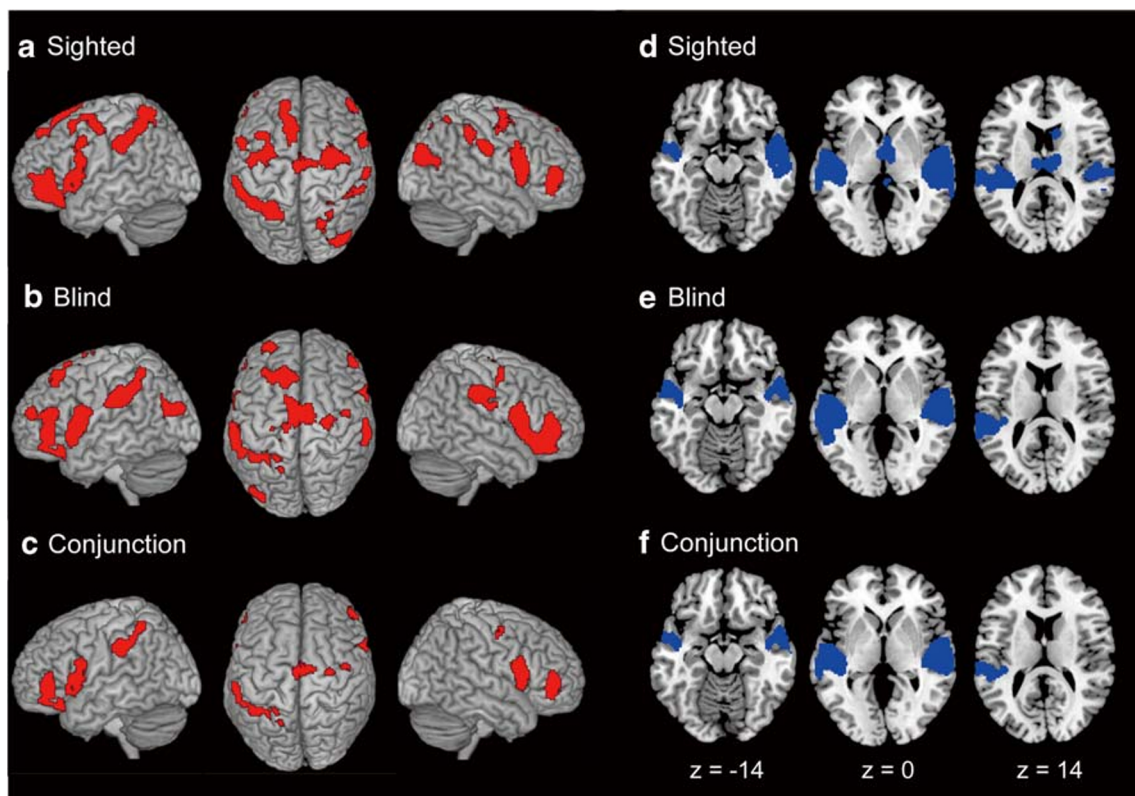 a Sighted
d Sighted
b Blind
e Blind
c Conjunction
f Conjunction
z = -14
z = 0
z = 14